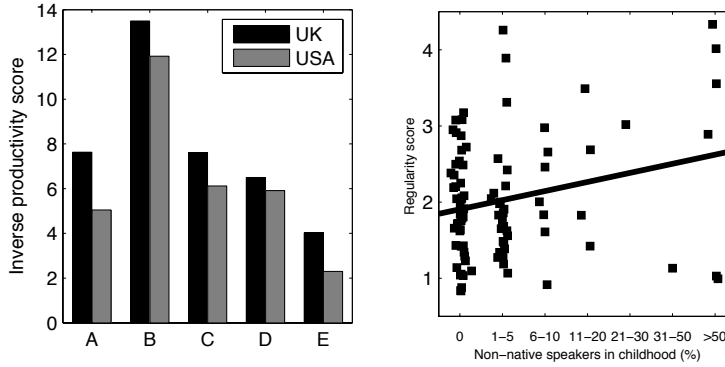 Inverse productivity score
14
12
10
8
6
4
2
0
UK
USA
A B C D E
Regularity score
4
3
2
1
0 1–5 6–10 11–20 21–30 31–50 >50
Non−native speakers in childhood (%)